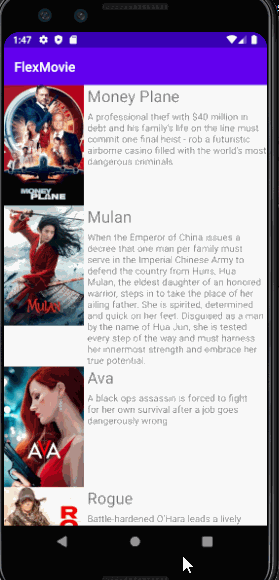 1:47
FlexMovie
Money Plane
A professional thief with $40 million in
debt and his family's life on the line must
commit one final heist - rob a futuristic
airborne casino filled with the world's most
dangerous criminals.
MONEY
PLANE
Mulan
When the Emperor of China issues a
decree that one man per family must
serve in the Imperial Chinese Army to
defend the country from Huns, Hua
Mulan, the eldest daughter of an honored
warrior, steps in to take the place of her
ailing father. She is spirited, determined
and quick on her feet. Disguised as a man
by the name of Hua Jun, she is tested
every step of the way and must harness
her innermost strength and embrace her
true potential.
MULAN
Ava
A black ops assassin is forced to fight
for her own survival after a job goes
dangerously wrong.
AVA
Rogue
Battle-hardened O'Hara leads a lively
R